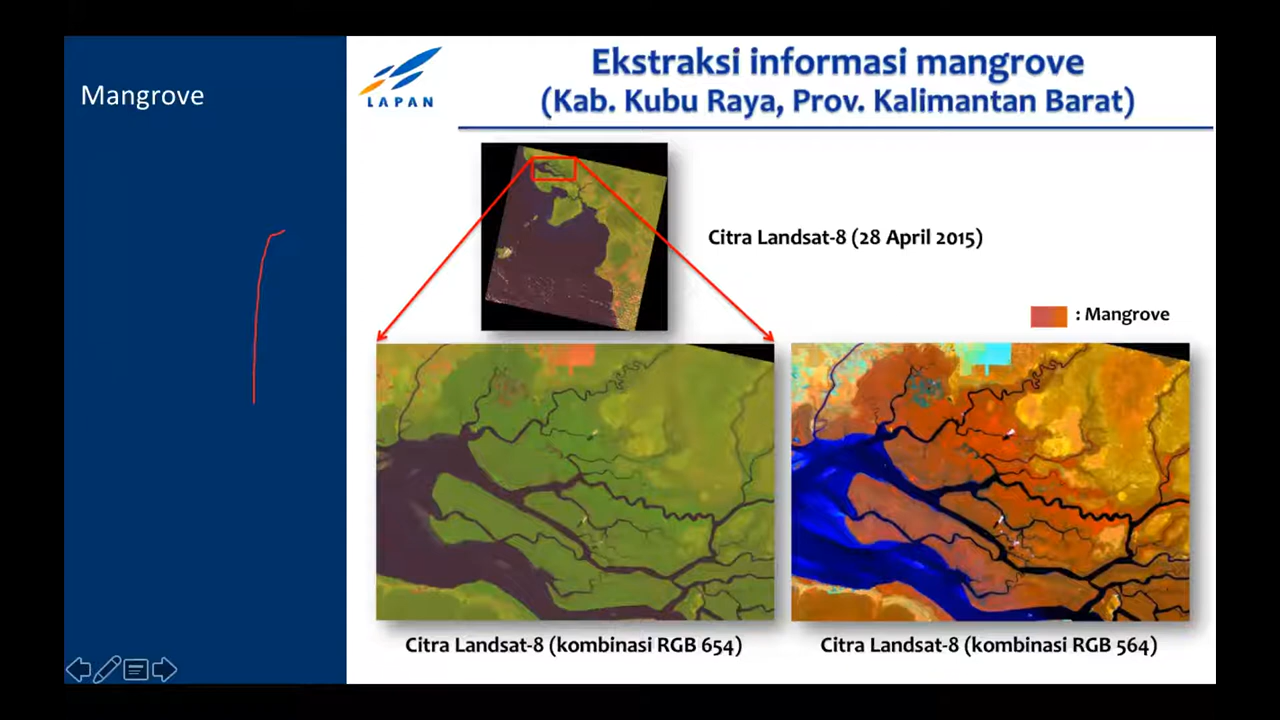 Mangrove
LAPAN
Ekstraksi informasi mangrove
(Kab. Kubu Raya, Prov. Kalimantan Barat)
Citra Landsat-8 (28 April 2015)
: Mangrove
Citra Landsat-8 (kombinasi RGB 654)
Citra Landsat-8 (kombinasi RGB 564)